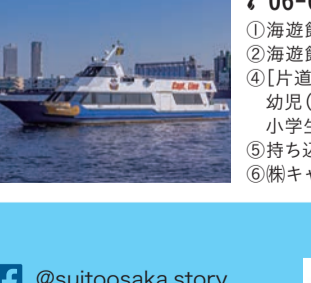 06-6
①海遊館
②海遊館
④[片道
幼児(
小学生
⑤持ち込
⑥㈱キャ
Capt. Line
@suitoosaka.story